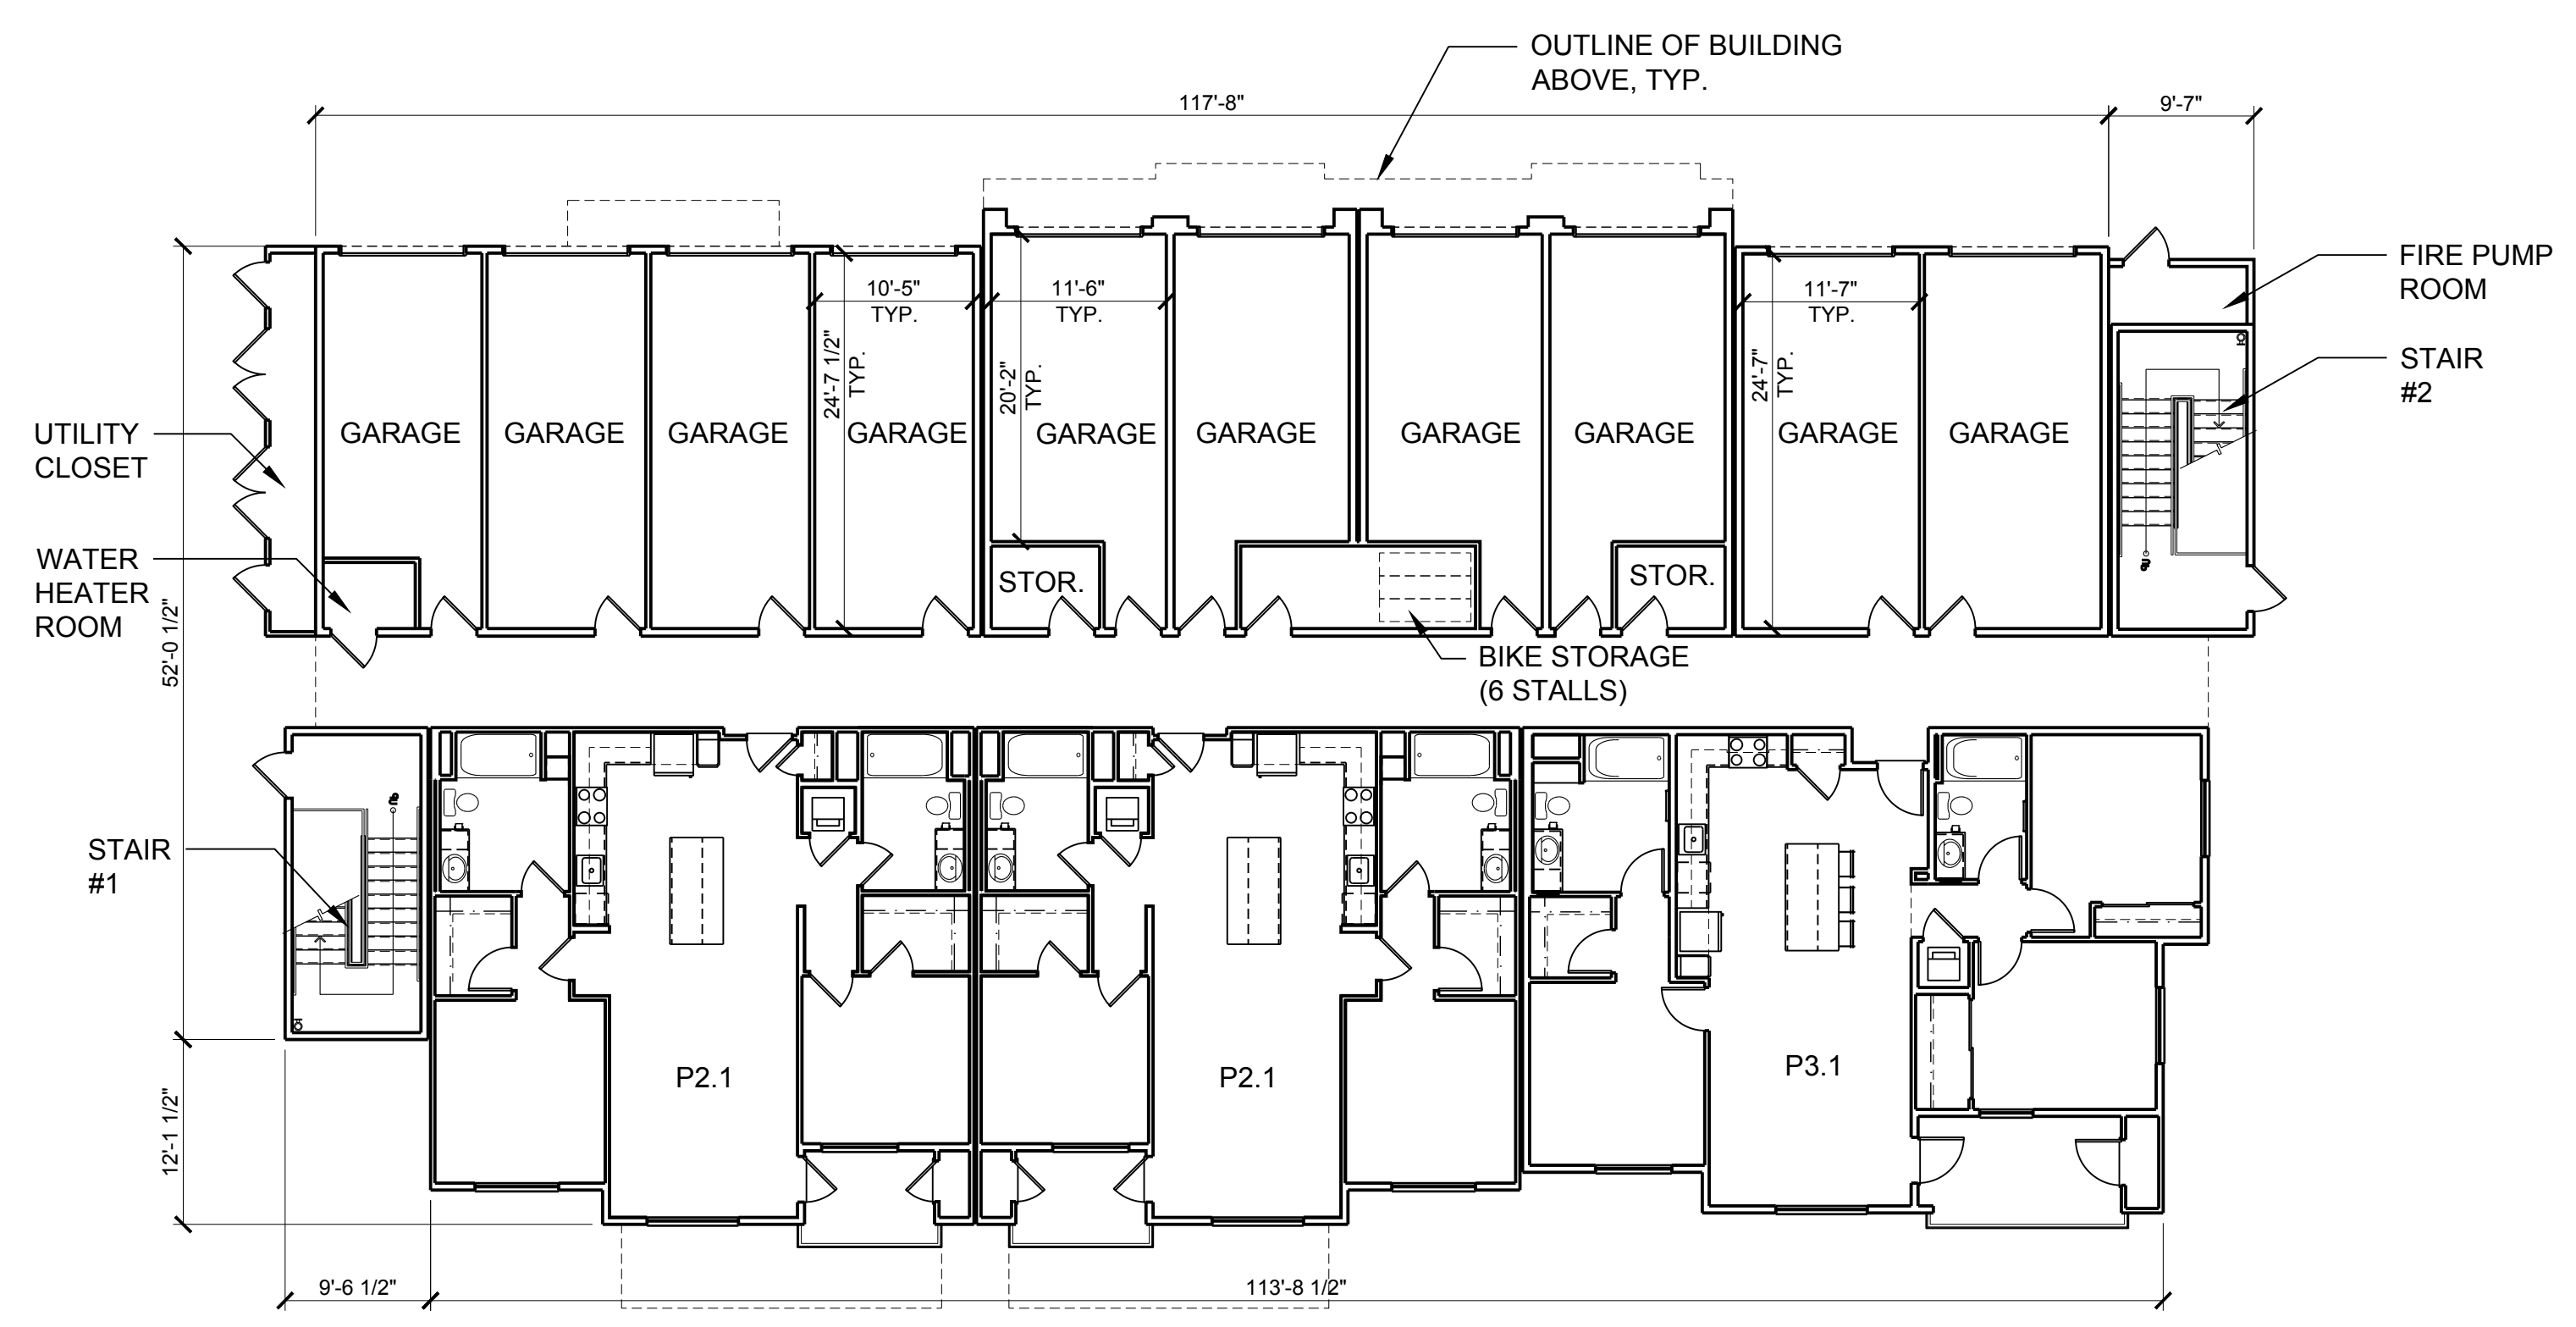 OUTLINE OF BUILDING
ABOVE, TYP.
117'-8"
9'-7"
FIRE PUMP
ROOM
10'-5"
TYP.
11'-6"
TYP.
11'-7"
TYP.
24'-7 1/2"
TYP.
20'-2"
TYP.
24'-7"
TYP.
STAIR
#2
UTILITY
CLOSET
GARAGE
GARAGE
GARAGE
GARAGE
GARAGE
GARAGE
GARAGE
GARAGE
GARAGE
GARAGE
WATER
HEATER
ROOM
STOR.
STOR.
up
52'-0 1/2"
BIKE STORAGE
(6 STALLS)
up
STAIR
#1
P2.1
P2.1
P3.1
12'-1 1/2"
9'-6 1/2"
113'-8 1/2"